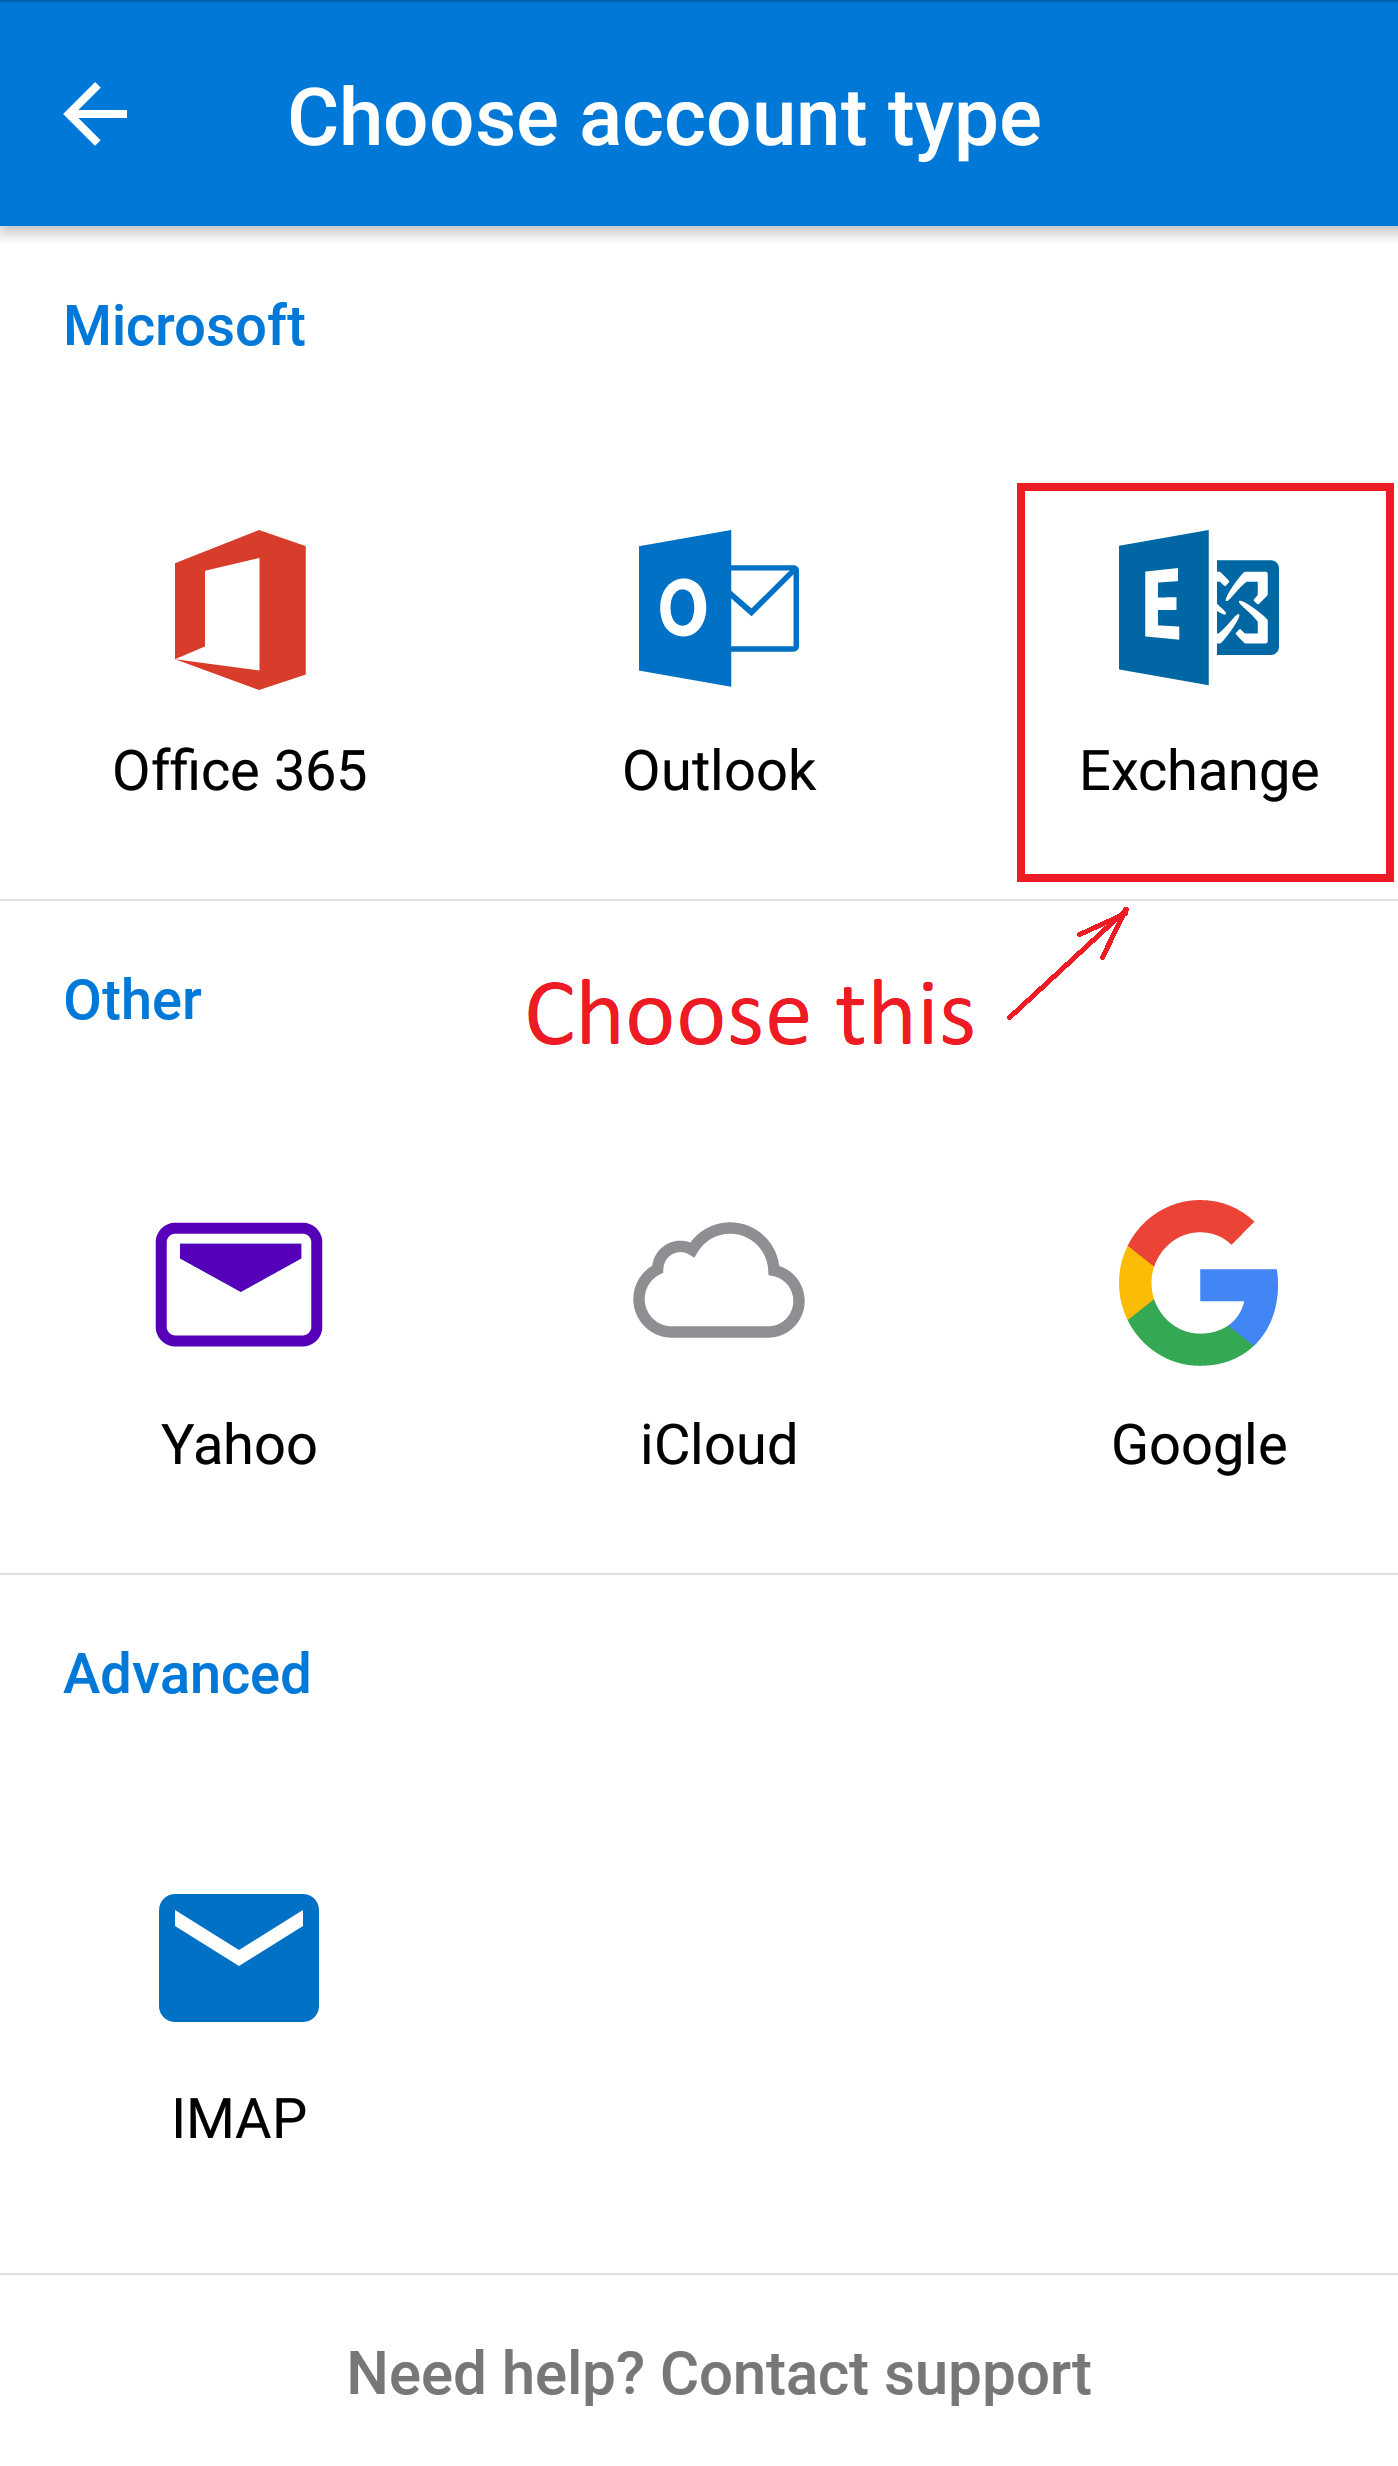 Choose account type
Microsoft
Office 365
Outlook
Exchange
Other
Choose this
Yahoo
iCloud
Google
Advanced
IMAP
Need help? Contact support